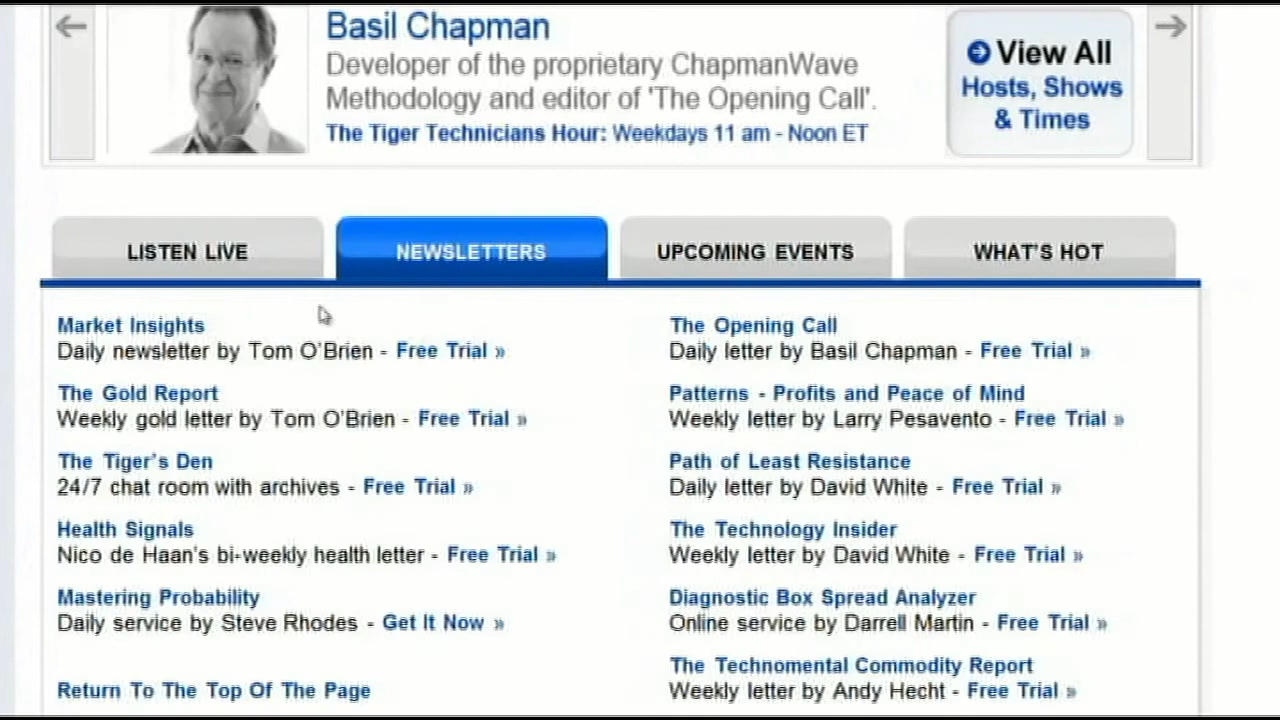 Basil Chapman
Developer of the proprietary ChapmanWave
Methodology and editor of 'The Opening Call'.
The Tiger Technicians Hour: Weekdays 11 am - Noon ET
View All
Hosts, Shows
& Times
LISTEN LIVE
NEWSLETTERS
UPCOMING EVENTS
WHAT'S HOT
Market Insights
Daily newsletter by Tom O'Brien - Free Trial »
The Gold Report
Weekly gold letter by Tom O'Brien - Free Trial »
The Tiger's Den
24/7 chat room with archives - Free Trial »
Health Signals
Nico de Haan's bi-weekly health letter - Free Trial »
Mastering Probability
Daily service by Steve Rhodes - Get It Now »
Return To The Top Of The Page
The Opening Call
Daily letter by Basil Chapman - Free Trial »
Patterns - Profits and Peace of Mind
Weekly letter by Larry Pesavento - Free Trial »
Path of Least Resistance
Daily letter by David White - Free Trial »
The Technology Insider
Weekly letter by David White - Free Trial »
Diagnostic Box Spread Analyzer
Online service by Darrell Martin - Free Trial »
The Technomental Commodity Report
Weekly letter by Andy Hecht - Free Trial »